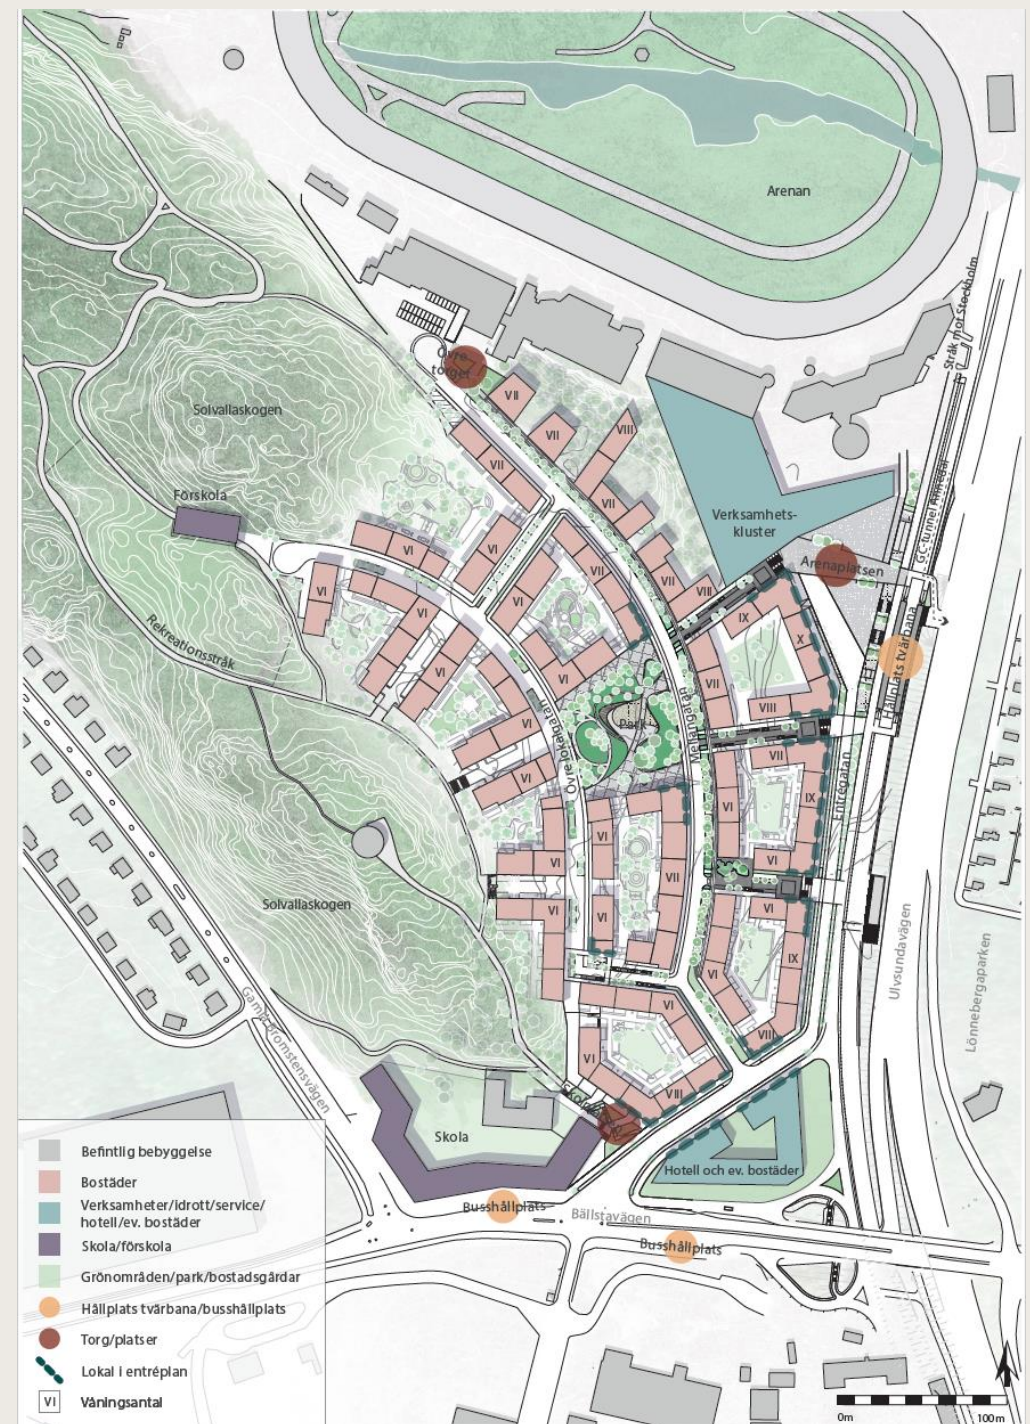 Arenan
Stråk mot Stockholm
Övre
torget
VII
VII
VIII
Solvallaskogen
VII
GC-tunnel Annedal
VII
Förskola
Verksamhets-
kluster
VI
VI
VII
Arenaplatsen
VII
VI
VIII
VI
VI
IX
Rekreationsstråk
X
Hållplats tvärbana
VI
VI
VII
VIII
Park
Mellangatan
VI
Övre lokalgatan
VII
VI
Entrégatan
VI
IX
VI
VI
VI
VII
Solvallaskogen
VI
VI
VI
Ulvsundavägen
Lönnebergaparken
IX
VI
Gamla Bromstensvägen
VI
VIII
VI
VIII
Skola
Hotell och ev. bostäder
Busshållplats
Bällstavägen
Busshållplats
Befintlig bebyggelse
Bostäder
Verksamheter/idrott/service/
hotell/ev. bostäder
Skola/förskola
Grönområden/park/bostadsgårdar
Hållplats tvärbana/busshållplats
Torg/platser
Lokal i entréplan
VI Våningsantal
0m 100m